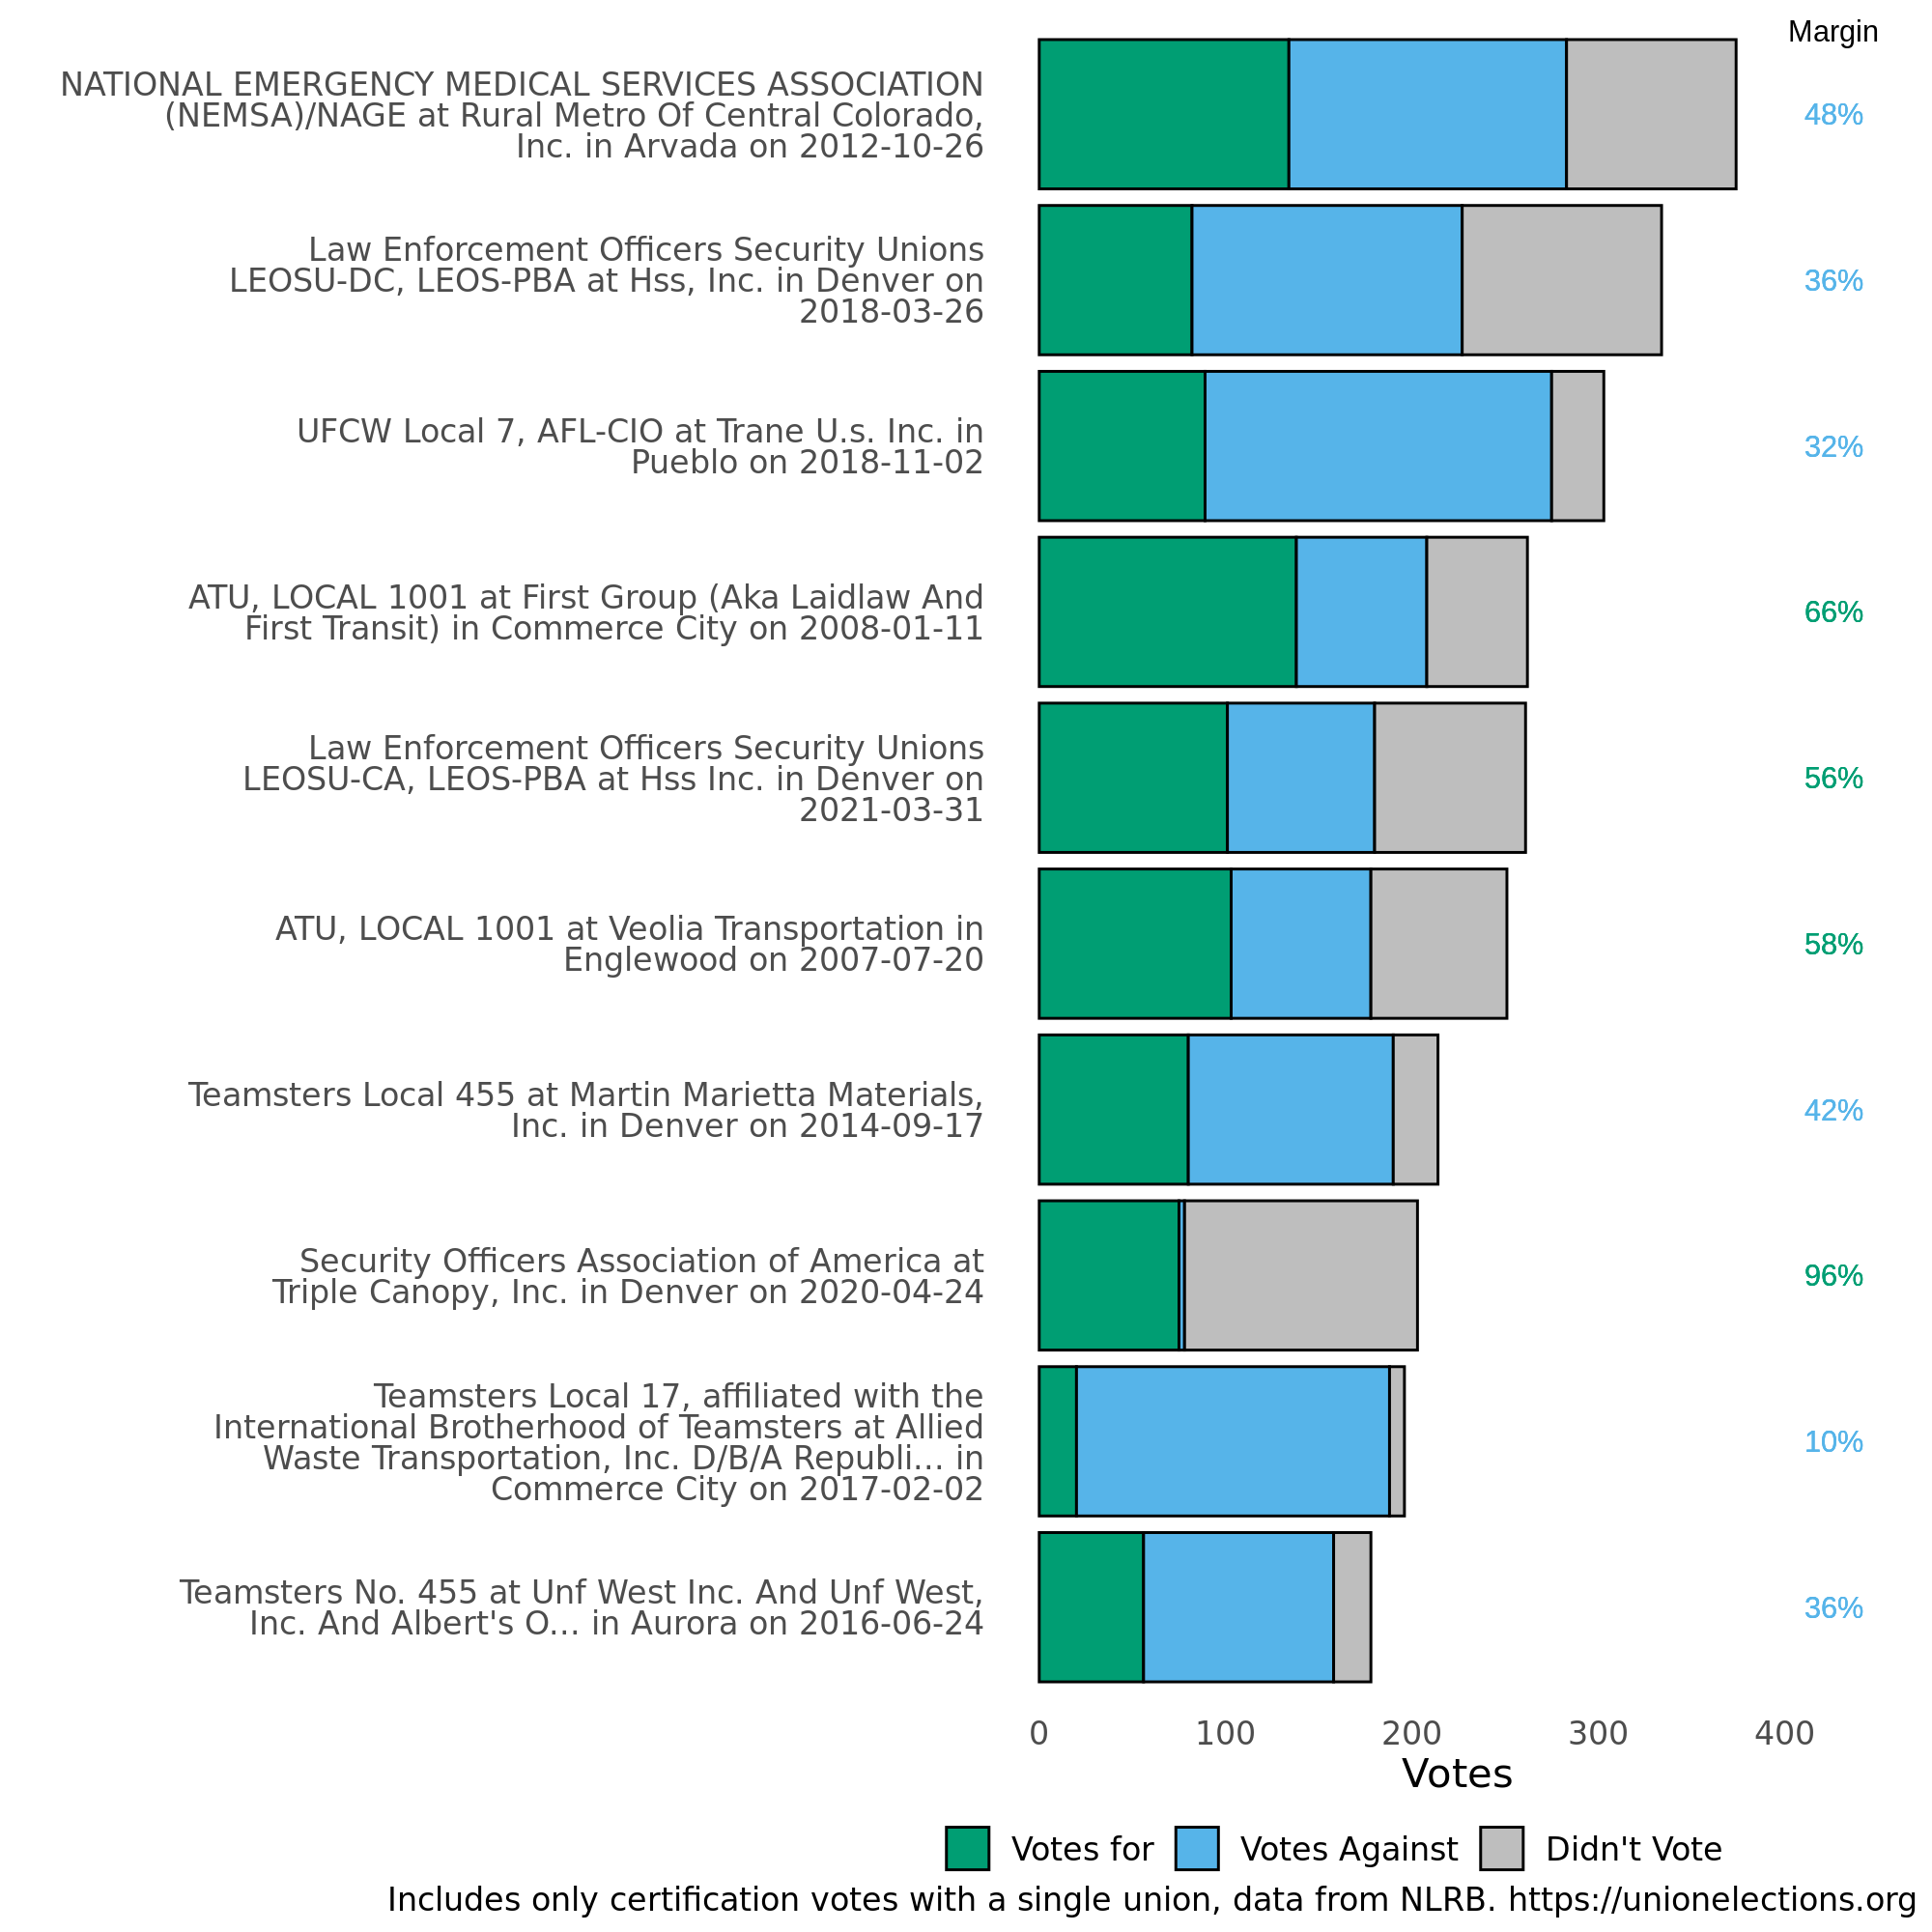 Margin
NATIONAL EMERGENCY MEDICAL SERVICES ASSOCIATION
(NEMSA)/NAGE at Rural Metro Of Central Colorado,
Inc. in Arvada on 2012-10-26
48%
Law Enforcement Officers Security Unions
LEOSU-DC, LEOS-PBA at Hss, Inc. in Denver on
2018-03-26
36%
UFCW Local 7, AFL-CIO at Trane U.s. Inc. in
Pueblo on 2018-11-02
32%
ATU, LOCAL 1001 at First Group (Aka Laidlaw And
First Transit) in Commerce City on 2008-01-11
66%
Law Enforcement Officers Security Unions
LEOSU-CA, LEOS-PBA at Hss Inc. in Denver on
2021-03-31
56%
ATU, LOCAL 1001 at Veolia Transportation in
Englewood on 2007-07-20
58%
Teamsters Local 455 at Martin Marietta Materials,
Inc. in Denver on 2014-09-17
42%
Security Officers Association of America at
Triple Canopy, Inc. in Denver on 2020-04-24
96%
Teamsters Local 17, affiliated with the
International Brotherhood of Teamsters at Allied
Waste Transportation, Inc. D/B/A Republi... in
Commerce City on 2017-02-02
10%
Teamsters No. 455 at Unf West Inc. And Unf West,
Inc. And Albert's O... in Aurora on 2016-06-24
36%
0 100 200 300 400
Votes
Votes for Votes Against Didn't Vote
Includes only certification votes with a single union, data from NLRB. https://unionelections.org